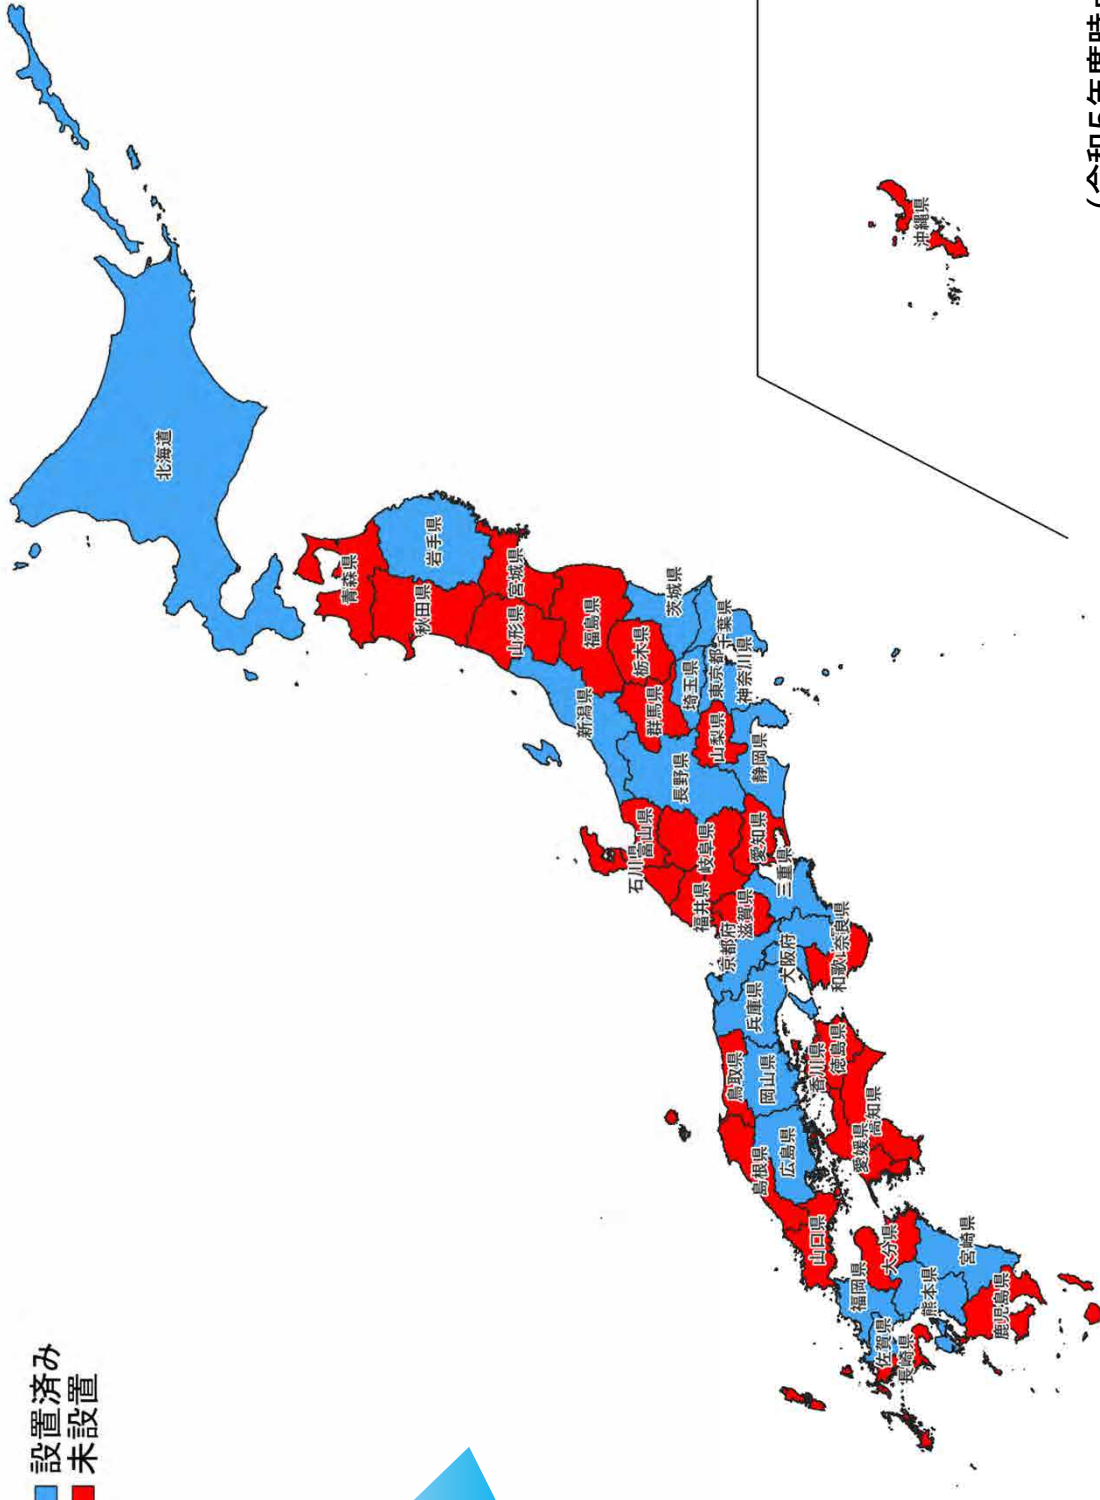 設置済み
未設置
北海道
青森県
岩手県
秋田県
宮城県
山形県
福島県
茨城県
栃木県
群馬県
埼玉県
千葉県
東京都
神奈川県
新潟県
山梨県
長野県
静岡県
富山県
石川県
岐阜県
愛知県
福井県
三重県
滋賀県
京都府
大阪府
奈良県
和歌山
兵庫県
鳥取県
岡山県
島根県
広島県
山口県
香川県
徳島県
高知県
愛媛県
福岡県
大分県
佐賀県
長崎県
熊本県
宮崎県
鹿児島県
沖縄県
（令和５年度時